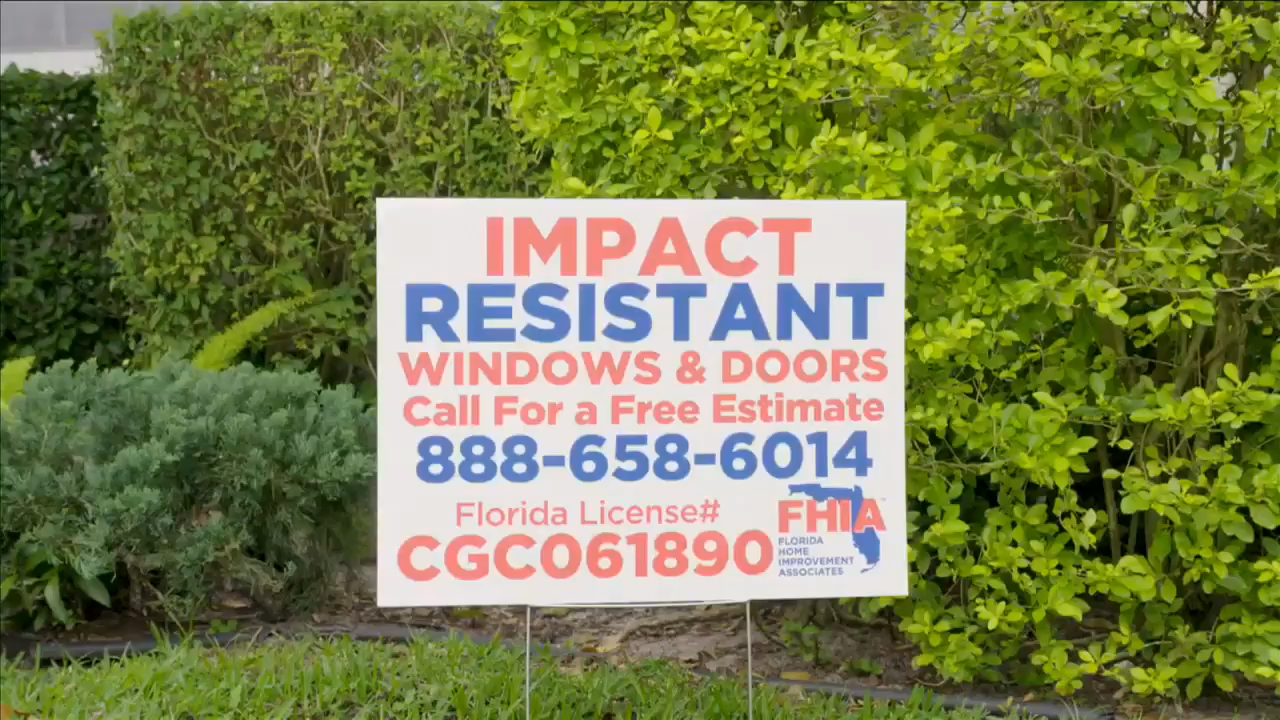 IMPACT
RESISTANT
WINDOWS & DOORS
Call For a Free Estimate
888-658-6014
Florida License#
CGC061890
FHIA
FLORIDA
HOME
IMPROVEMENT
ASSOCIATES